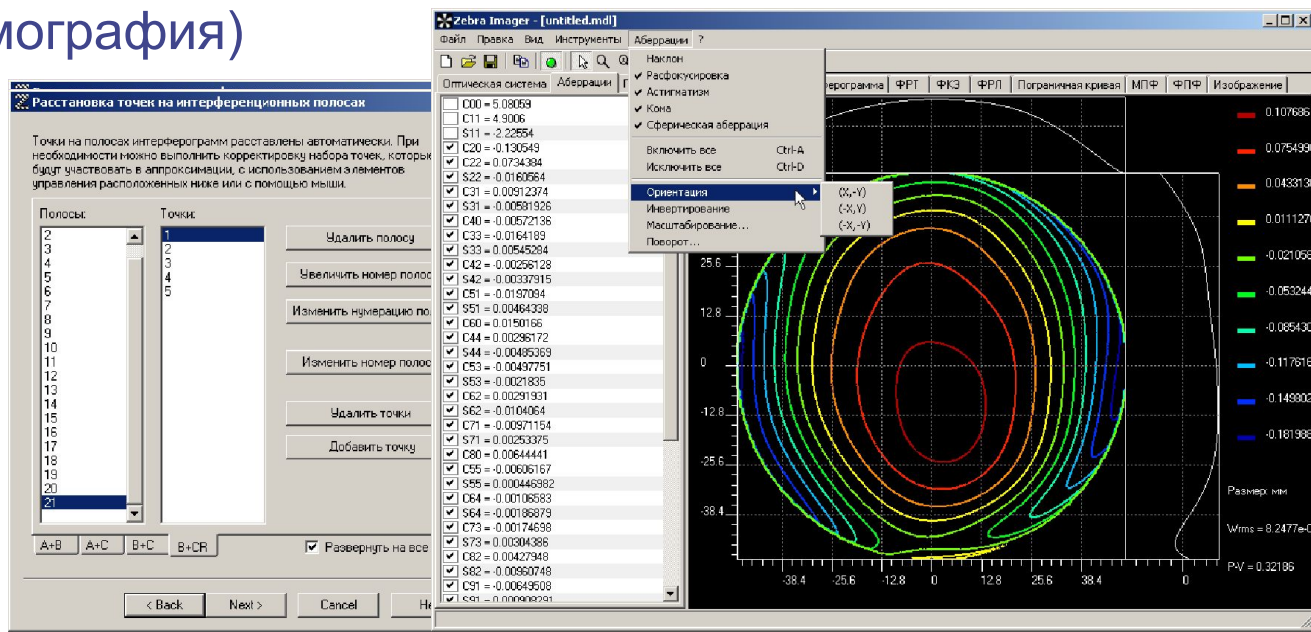 мография)
Расстановка точек на интерференционных полосах
Точки на полосах интерферограмм расставлены автоматически. При
необходимости можно выполнить корректировку набора точек, которые
будут участвовать в аппроксимации, с использованием элементов
управления расположенных ниже или с помощью мыши.
Полосы:
Точки:
2
3
4
5
6
7
8
9
10
11
12
13
14
15
16
17
18
19
20
21
1
2
3
4
5
Удалить полосу
Увеличить номер полос
Изменить нумерацию по
Изменить номер полос
Удалить точки
Добавить точку
A+B A+C B+C B+CR
Развернуть на все
< Back Next > Cancel He
Zebra Imager - [untitled.mdl]
Файл Правка Вид Инструменты Аберрации ?
Оптическая система Аберрации
ерограмма ФРТ ФКЭ ФРЛ Пограничная кривая МПФ ФПФ Изображение
C00 = 5.08059
C11 = 4.9006
S11 = -2.22554
C20 = -0.130549
C22 = 0.0734384
S22 = -0.0160564
C31 = 0.00912374
S31 = -0.00581926
C40 = -0.00572136
C33 = -0.0164189
S33 = 0.00545284
C42 = -0.00256128
S42 = -0.00337915
C51 = -0.0197094
S51 = 0.00464338
C60 = 0.0150166
C44 = 0.00296172
S44 = -0.00485369
C53 = -0.00497751
S53 = -0.0021835
C62 = 0.00291931
S62 = -0.0104064
C71 = -0.00971154
S71 = 0.00253375
C80 = 0.00644441
C55 = -0.00606167
S55 = 0.000446982
C64 = -0.00106583
S64 = -0.00186879
C73 = -0.00174698
S73 = 0.00304386
C82 = 0.00427948
S82 = -0.00960748
C91 = -0.00649508
S91 = 0.000908291
Наклон
Расфокусировка
Астигматизм
Кома
Сферическая аберрация
Включить все Ctrl-A
Исключить все Ctrl-D
Ориентация
Инвертирование
Масштабирование...
Поворот...
(X,-Y)
(-X,Y)
(-X,-Y)
25.6
12.8
0
-12.8
-25.6
-38.4
-38.4 -25.6 -12.8 0 12.8 25.6 38.4 0
0.107686
0.075499
0.043313
0.011127
-0.021058
-0.053244
-0.085430
-0.117616
-0.149802
-0.181988
Размер: мм
Wrms = 8.2477e-0
P-V = 0.32186